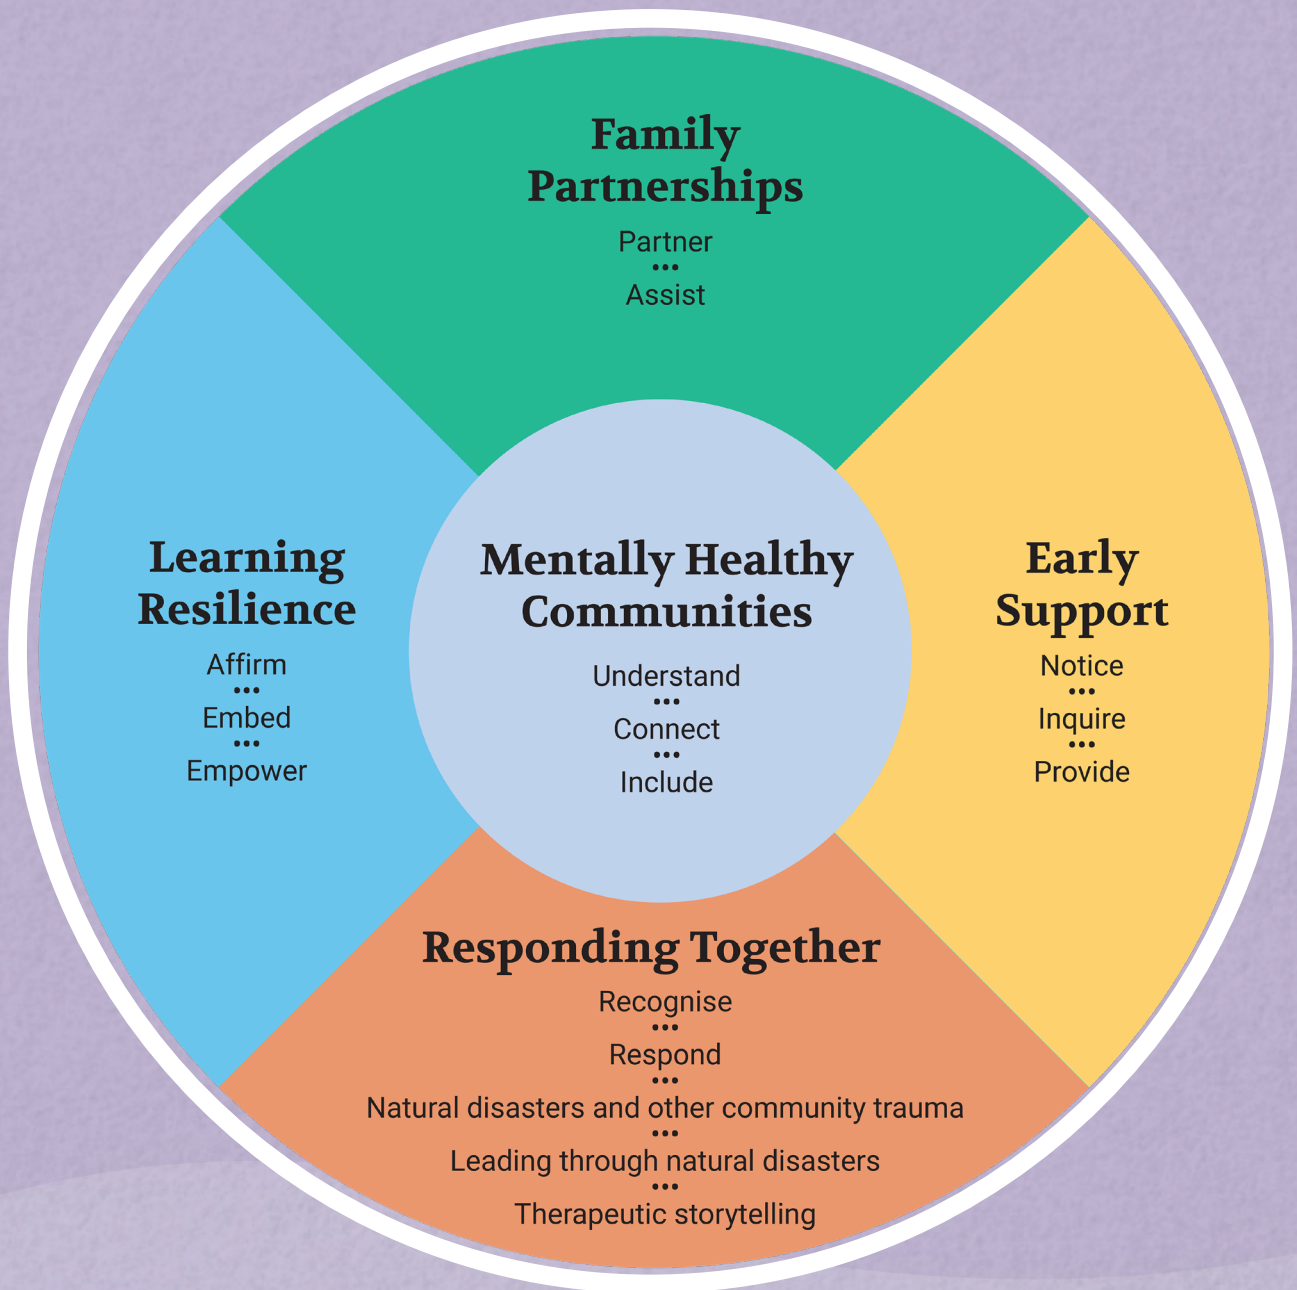 Family
Partnerships
Partner
•••
Assist
Learning
Resilience
Affirm
•••
Embed
•••
Empower
Mentally Healthy
Communities
Understand
•••
Connect
•••
Include
Early
Support
Notice
•••
Inquire
•••
Provide
Responding Together
Recognise
•••
Respond
•••
Natural disasters and other community trauma
•••
Leading through natural disasters
•••
Therapeutic storytelling